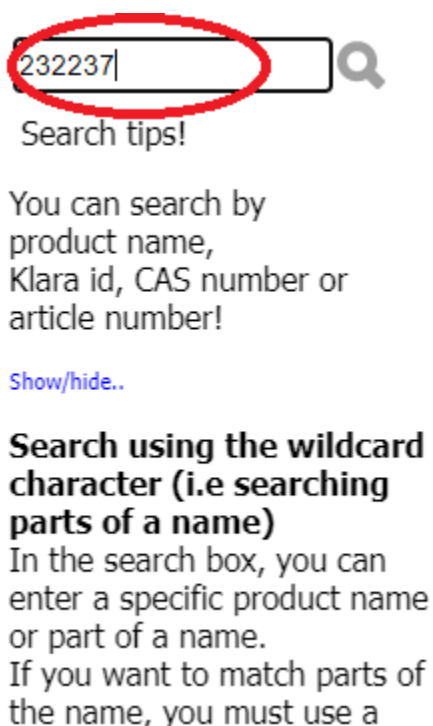 232237
Search tips!
You can search by
product name,
Klara id, CAS number or
article number!
Show/hide..
Search using the wildcard
character (i.e searching
parts of a name)
In the search box, you can
enter a specific product name
or part of a name.
If you want to match parts of
the name, you must use a